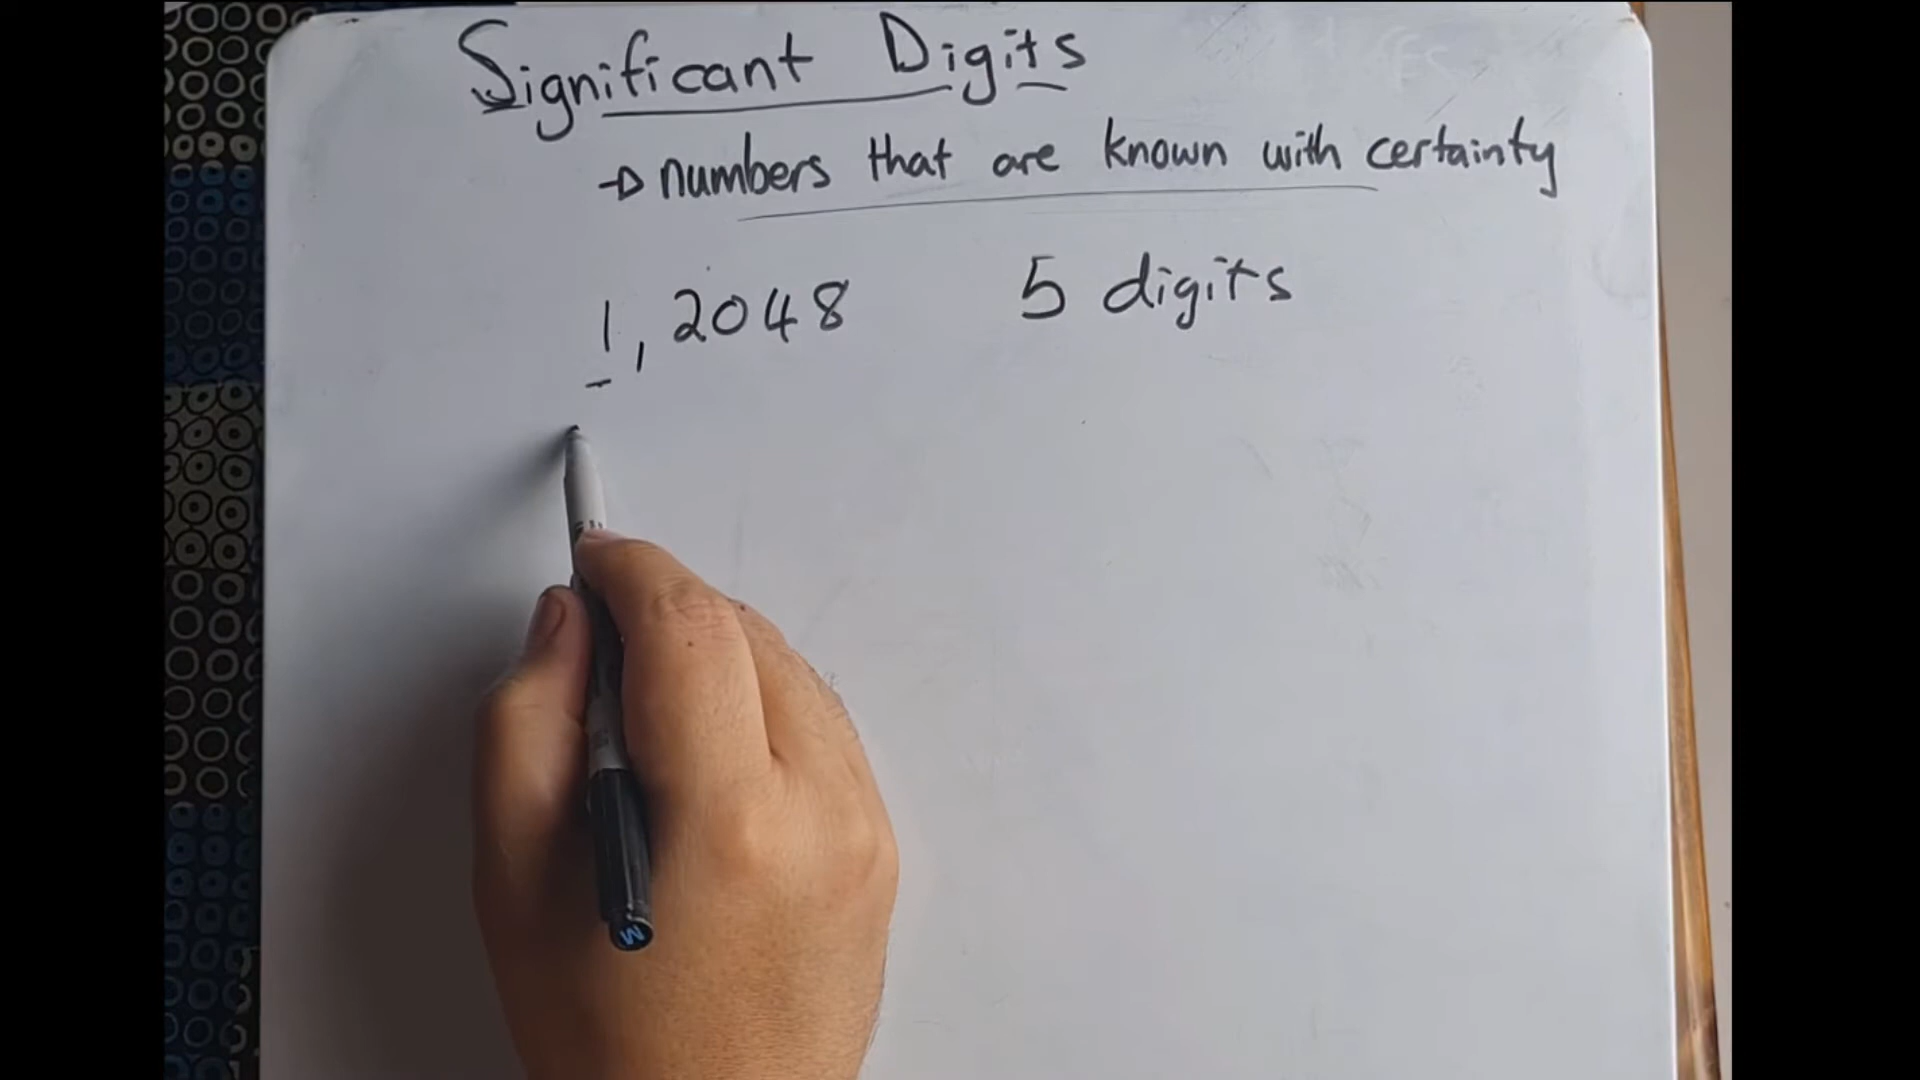 Significant Digits
→ numbers that are known with certainty
1,2048 5 digits
M